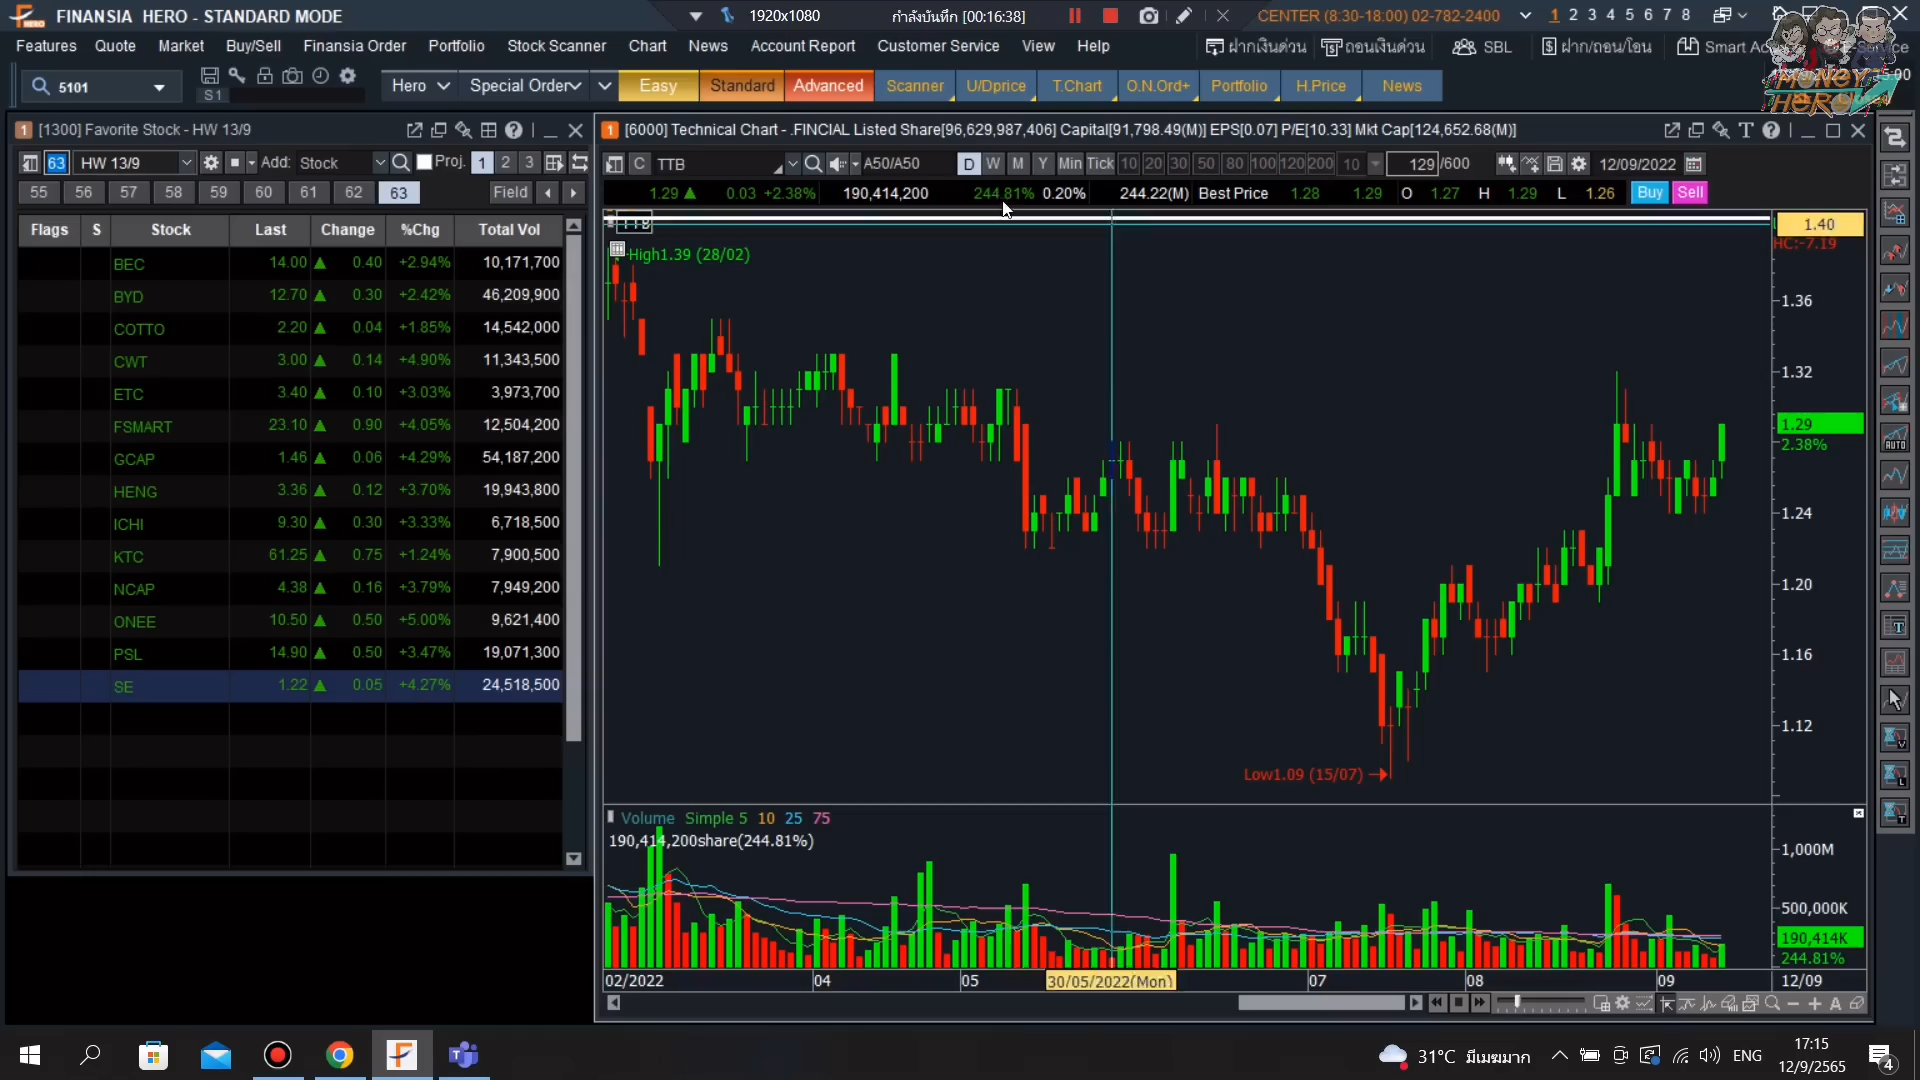 FINANSIA HERO - STANDARD MODE
1920x1080
กำลังบันทึก [00:16:38]
CENTER (8:30-18:00) 02-782-2400
1 2 3 4 5 6 7 8
Features Quote Market Buy/Sell Finansia Order Portfolio Stock Scanner Chart News Account Report Customer Service View Help
ฝากเงินด่วน ถอนเงินด่วน SBL ฝาก/ถอน/โอน Smart
MONEY HERO
5101
S1
Hero Special Order Easy Standard Advanced Scanner U/Dprice T.Chart O.N.Ord+ Portfolio H.Price News
1 [1300] Favorite Stock - HW 13/9
63 HW 13/9 Add: Stock Proj. 1 2 3
55 56 57 58 59 60 61 62 63 Field
Flags S Stock Last Change %Chg Total Vol
BEC 14.00 ▲ 0.40 +2.94% 10,171,700
BYD 12.70 ▲ 0.30 +2.42% 46,209,900
COTTO 2.20 ▲ 0.04 +1.85% 14,542,000
CWT 3.00 ▲ 0.14 +4.90% 11,343,500
ETC 3.40 ▲ 0.10 +3.03% 3,973,700
FSMART 23.10 ▲ 0.90 +4.05% 12,504,200
GCAP 1.46 ▲ 0.06 +4.29% 54,187,200
HENG 3.36 ▲ 0.12 +3.70% 19,943,800
ICHI 9.30 ▲ 0.30 +3.33% 6,718,500
KTC 61.25 ▲ 0.75 +1.24% 7,900,500
NCAP 4.38 ▲ 0.16 +3.79% 7,949,200
ONEE 10.50 ▲ 0.50 +5.00% 9,621,400
PSL 14.90 ▲ 0.50 +3.47% 19,071,300
SE 1.22 ▲ 0.05 +4.27% 24,518,500
1 [6000] Technical Chart - .FINCIAL Listed Share[96,629,987,406] Capital[91,798.49(M)] EPS[0.07] P/E[10.33] Mkt Cap[124,652.68(M)]
C TTB A50/A50 D W M Y Min Tick 10 20 30 50 80 100 120 200 10 129 /600 12/09/2022
1.29 ▲ 0.03 +2.38% 190,414,200 244.81% 0.20% 244.22(M) Best Price 1.28 1.29 O 1.27 H 1.29 L 1.26 Buy Sell
TTB
High1.39 (28/02)
1.40
HC:-7.19
1.36
1.32
1.29
2.38%
1.24
1.20
1.16
1.12
Low1.09 (15/07)
Volume Simple 5 10 25 75
190,414,200share(244.81%)
1,000M
500,000K
190,414K
244.81%
02/2022 04 05 30/05/2022(Mon) 07 08 09 12/09
AUTO
31°C มีเมฆมาก
ENG
17:15
12/9/2565
4